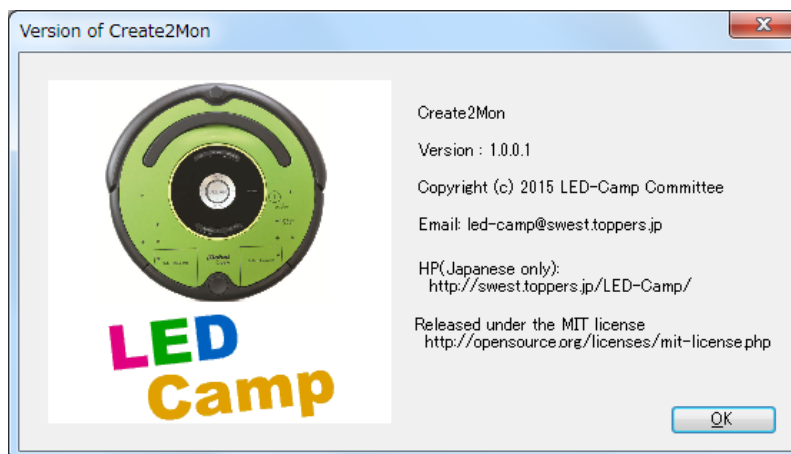 Version of Create2Mon
Create2Mon
Version : 1.0.0.1
Copyright (c) 2015 LED-Camp Committee
Email: led-camp@swest.toppers.jp
HP(Japanese only):
http://swest.toppers.jp/LED-Camp/
Released under the MIT license
http://opensource.org/licenses/mit-license.php
LED
Camp
OK